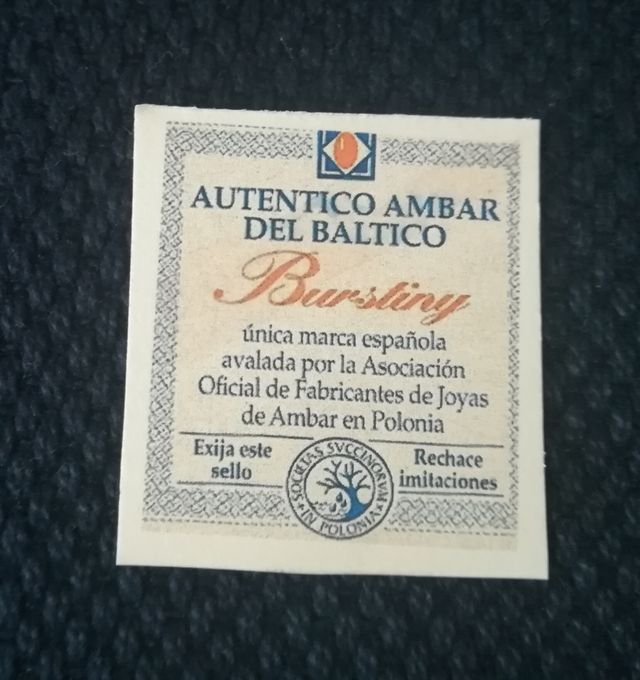 AUTENTICO AMBAR
DEL BALTICO
Burstiny
única marca española
avalada por la Asociación
Oficial de Fabricantes de Joyas
de Ambar en Polonia
Exija este
sello
SOCIETAS SVCCINORVM
IN POLONIA
Rechace
imitaciones